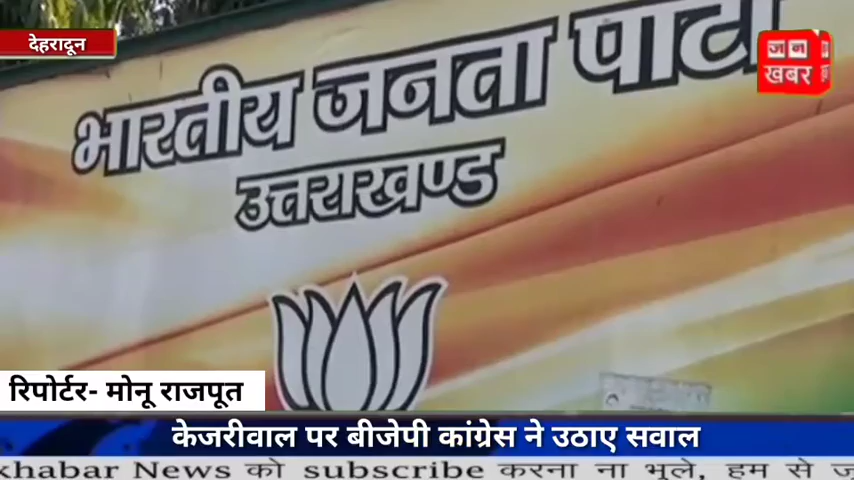 देहरादून
जन
खबर
भारतीय जनता पार्टी
उत्तराखण्ड
रिपोर्टर- मोनू राजपूत
केजरीवाल पर बीजेपी कांग्रेस ने उठाए सवाल
khabar News को subscribe करना ना भूले, हम से जु